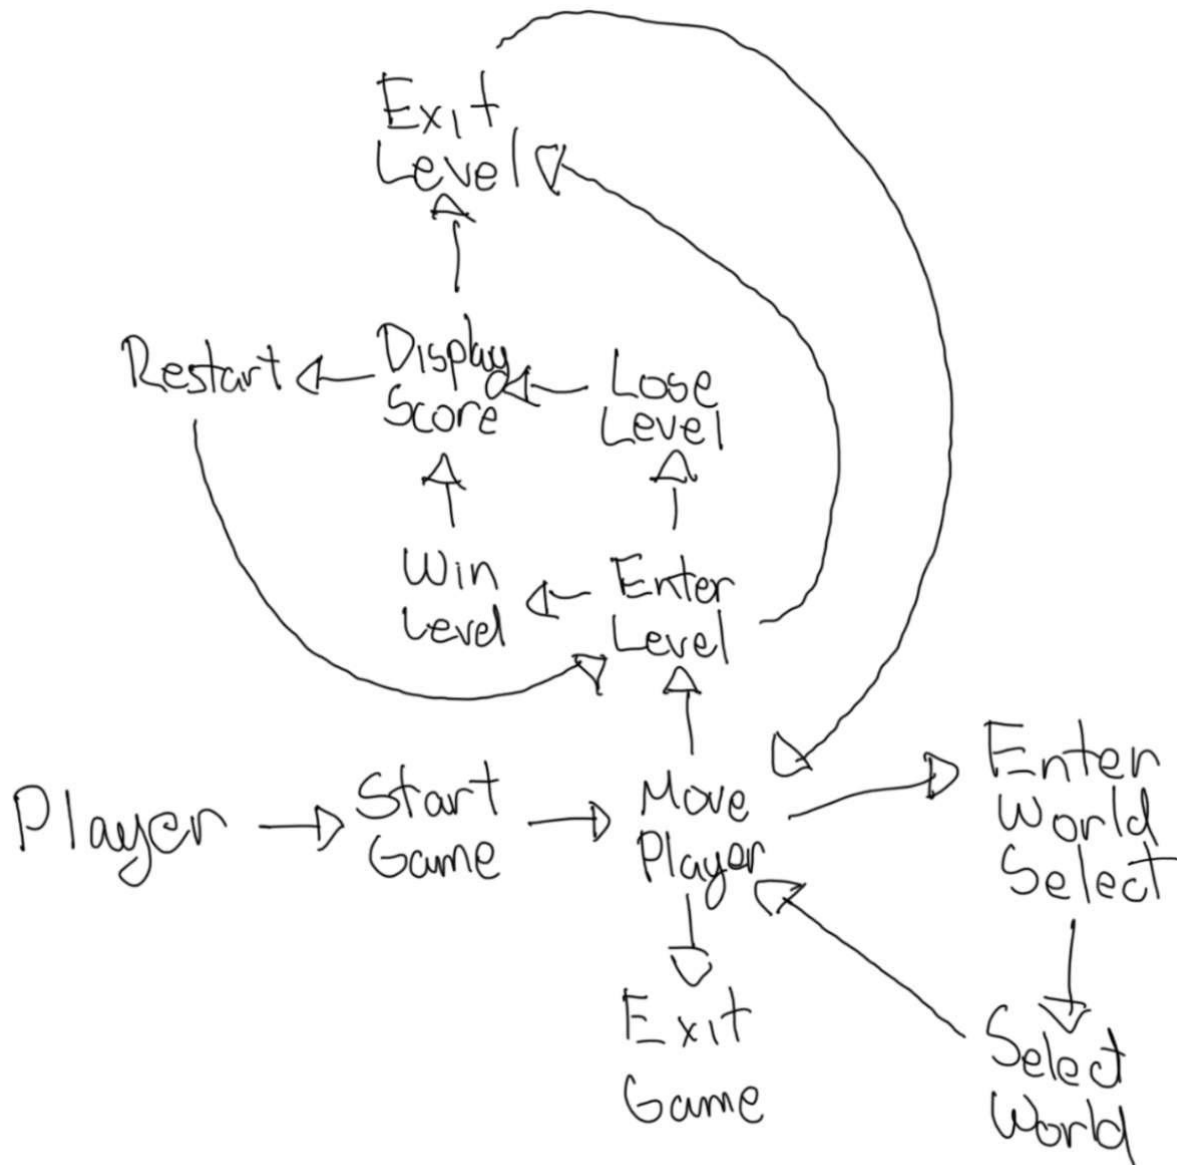 Exit
Level
Restart
Display
Score
Lose
Level
Win
Level
Enter
Level
Player
Start
Game
Move
Player
Enter
World
Select
Exit
Game
Select
World